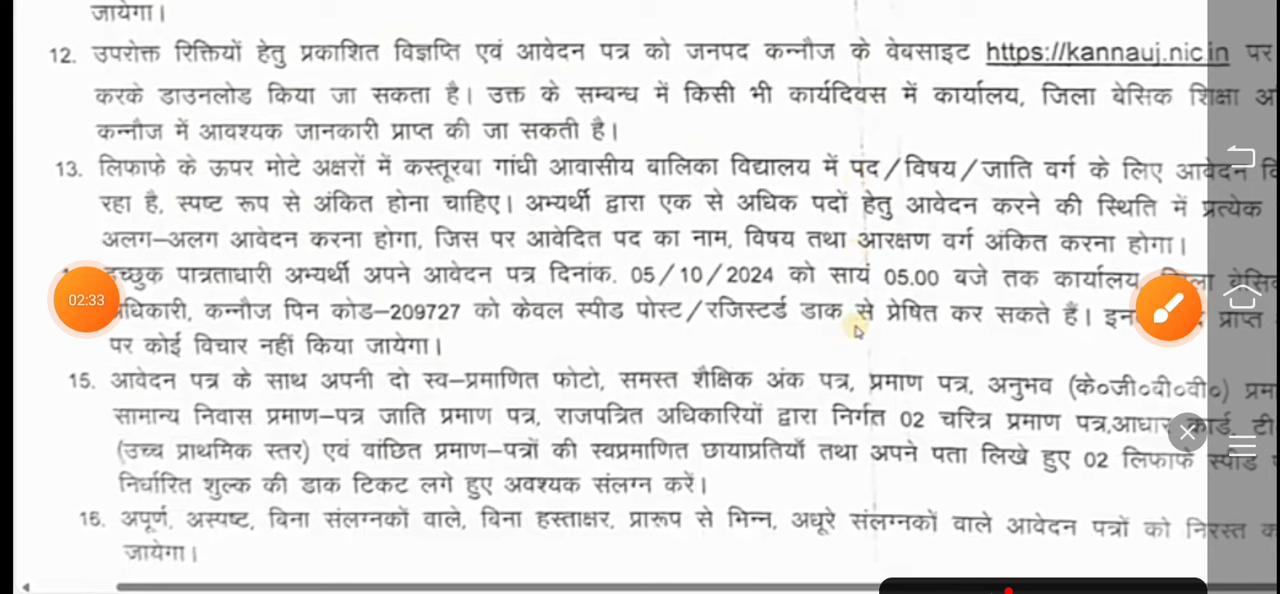 जायेगा।
12. उपरोक्त रिक्तियों हेतु प्रकाशित विज्ञप्ति एवं आवेदन पत्र को जनपद कन्नौज के वेबसाइट https://kannauj.nic.in पर
करके डाउनलोड किया जा सकता है। उक्त के सम्बन्ध में किसी भी कार्यदिवस में कार्यालय, जिला बेसिक शिक्षा
कन्नौज में आवश्यक जानकारी प्राप्त की जा सकती है।
13. लिफाफे के ऊपर मोटे अक्षरों में कस्तूरबा गांधी आवासीय बालिका विद्यालय में पद/विषय/जाति वर्ग के लिए आवेदन
रहा है, स्पष्ट रूप से अंकित होना चाहिए। अभ्यर्थी द्वारा एक से अधिक पदों हेतु आवेदन करने की स्थिति में प्रत्येक
अलग-अलग आवेदन करना होगा, जिस पर आवेदित पद का नाम, विषय तथा आरक्षण वर्ग अंकित करना होगा।
पात्रताधारी अभ्यर्थी अपने आवेदन पत्र दिनांक. 05/10/2024 को सायं 05.00 बजे तक कार्यालय
02:33
कन्नौज पिन कोड-209727 को केवल स्पीड पोस्ट/रजिस्टर्ड डाक से प्रेषित कर सकते हैं। प्राप्त
पर कोई विचार नहीं किया जायेगा।
15. आवेदन पत्र के साथ अपनी दो स्व-प्रमाणित फोटो, समस्त शैक्षिक अंक पत्र, प्रमाण पत्र, अनुभव (के०जी०बी०वी०)
सामान्य निवास प्रमाण-पत्र जाति प्रमाण पत्र, राजपत्रित अधिकारियों द्वारा निर्गत 02 चरित्र प्रमाण पत्र,आधार कार्ड,
(उच्च प्राथमिक स्तर) एवं वांछित प्रमाण-पत्रों की स्वप्रमाणित छायाप्रतियॉ तथा अपने पता लिखे हुए 02 लिफाफे स्पीड
निर्धारित शुल्क की डाक टिकट लगे हुए अवश्यक संलग्न करें।
16. अपूर्ण, अस्पष्ट, बिना संलग्नकों वाले, बिना हस्ताक्षर, प्रारूप से भिन्न, अधूरे संलग्नकों वाले आवेदन पत्रों को निरस्त
जायेगा।